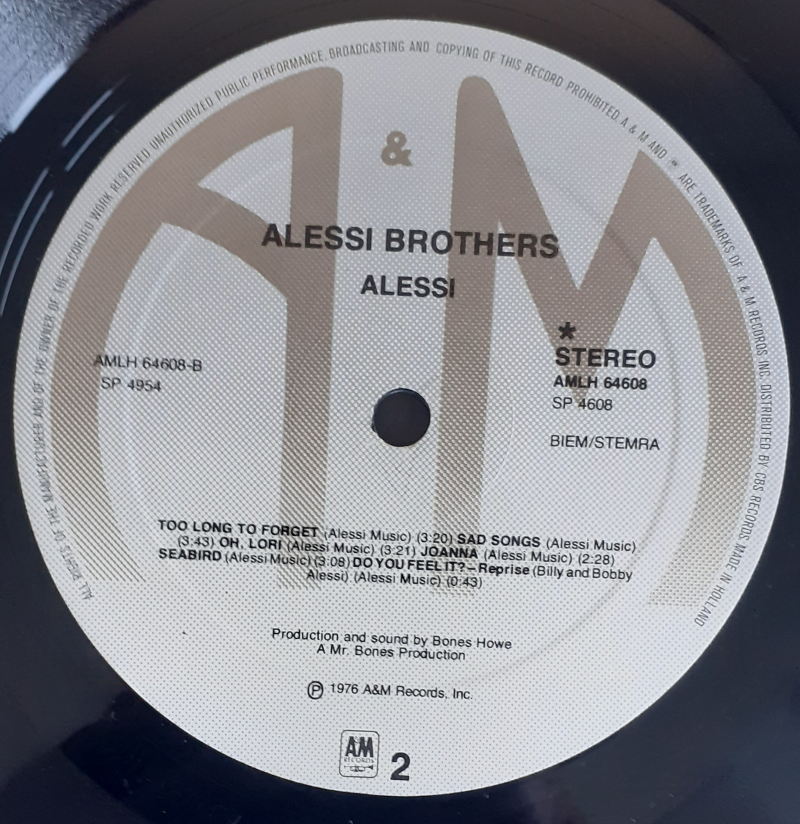 ALL RIGHTS OF THE MANUFACTURER AND OF THE OWNER OF THE RECORDED WORK RESERVED UNAUTHORIZED PUBLIC PERFORMANCE, BROADCASTING AND COPYING OF THIS RECORD PROHIBITED A & M AND * ARE TRADEMARKS OF A & M RECORDS INC. DISTRIBUTED BY CBS RECORDS MADE IN HOLLAND
A & M
ALESSI BROTHERS
ALESSI
AMLH 64608-B
SP 4954
*
STEREO
AMLH 64608
SP 4608
BIEM/STEMRA
TOO LONG TO FORGET (Alessi Music) (3:20) SAD SONGS (Alessi Music)
(3:43) OH, LORI (Alessi Music) (3:21) JOANNA (Alessi Music) (2:28)
SEABIRD (Alessi Music) (3:08) DO YOU FEEL IT? – Reprise (Billy and Bobby
Alessi) (Alessi Music) (0:43)
Production and sound by Bones Howe
A Mr. Bones Production
℗ 1976 A&M Records, Inc.
AM
RECORDS
2